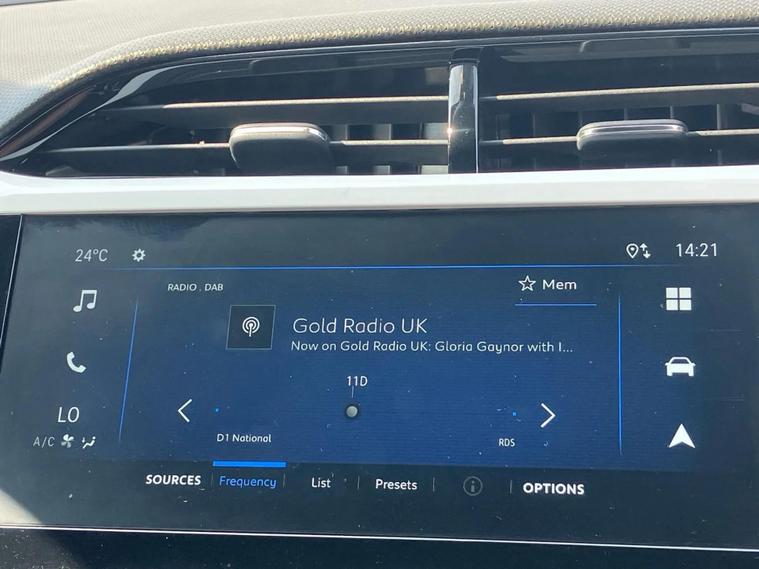 24°C
14:21
RADIO . DAB
Mem
Gold Radio UK
Now on Gold Radio UK: Gloria Gaynor with I...
11D
LO
A/C
D1 National
RDS
SOURCES Frequency List Presets OPTIONS